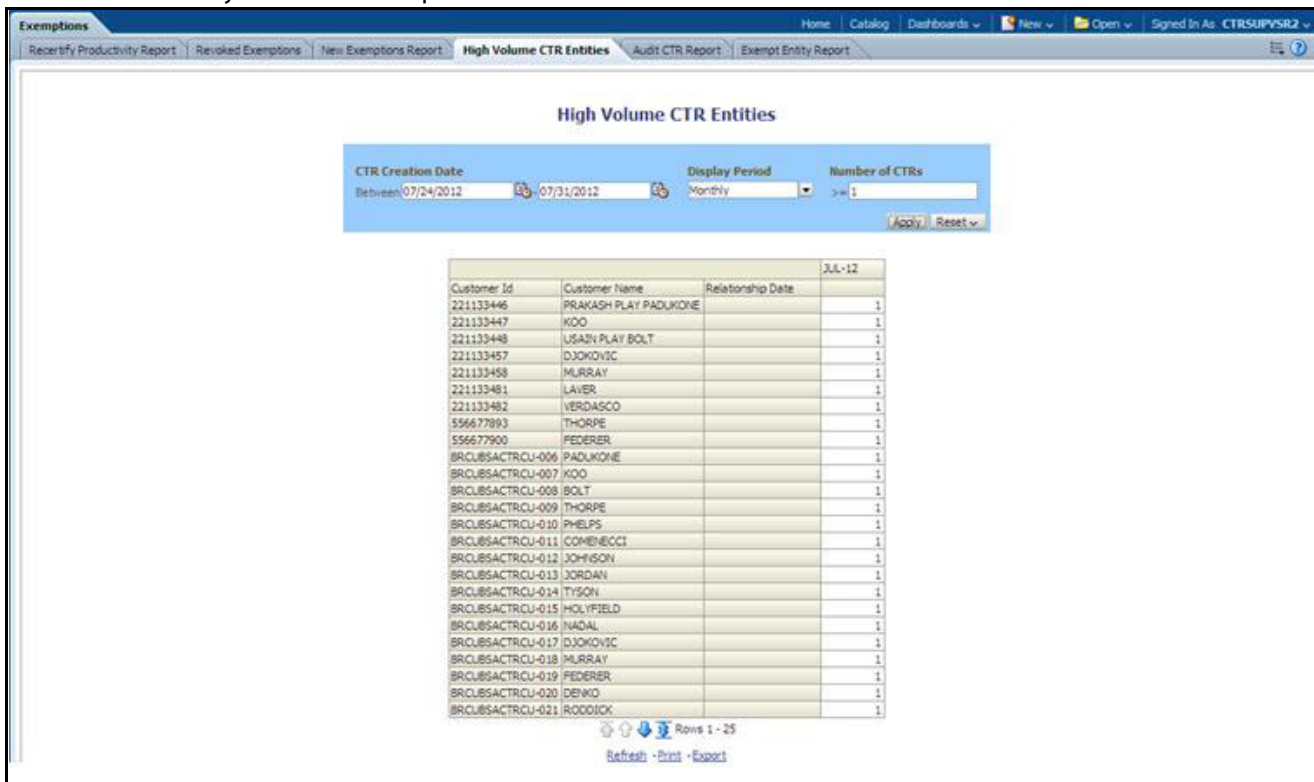 Exemptions Home Catalog Dashboards New Open Signed In As CTRSUPVSR2
Recertify Productivity Report Revoked Exemptions New Exemptions Report High Volume CTR Entities Audit CTR Report Exempt Entity Report
High Volume CTR Entities
CTR Creation Date Display Period Number of CTRs
Between 07/24/2012 - 07/31/2012 Monthly >= 1
Apply Reset
JUL-12
Customer Id Customer Name Relationship Date
221133446 PRAKASH PLAY PADUKONE 1
221133447 KOO 1
221133448 USAIN PLAY BOLT 1
221133457 DJOKOVIC 1
221133458 MURRAY 1
221133481 LAVER 1
221133482 VERDASCO 1
556677893 THORPE 1
556677900 FEDERER 1
BRCUBSACTRCU-006 PADUKONE 1
BRCUBSACTRCU-007 KOO 1
BRCUBSACTRCU-008 BOLT 1
BRCUBSACTRCU-009 THORPE 1
BRCUBSACTRCU-010 PHELPS 1
BRCUBSACTRCU-011 COMENECCI 1
BRCUBSACTRCU-012 JOHNSON 1
BRCUBSACTRCU-013 JORDAN 1
BRCUBSACTRCU-014 TYSON 1
BRCUBSACTRCU-015 HOLYFIELD 1
BRCUBSACTRCU-016 NADAL 1
BRCUBSACTRCU-017 DJOKOVIC 1
BRCUBSACTRCU-018 MURRAY 1
BRCUBSACTRCU-019 FEDERER 1
BRCUBSACTRCU-020 DENKO 1
BRCUBSACTRCU-021 RODDICK 1
Rows 1 - 25
Refresh - Print - Export